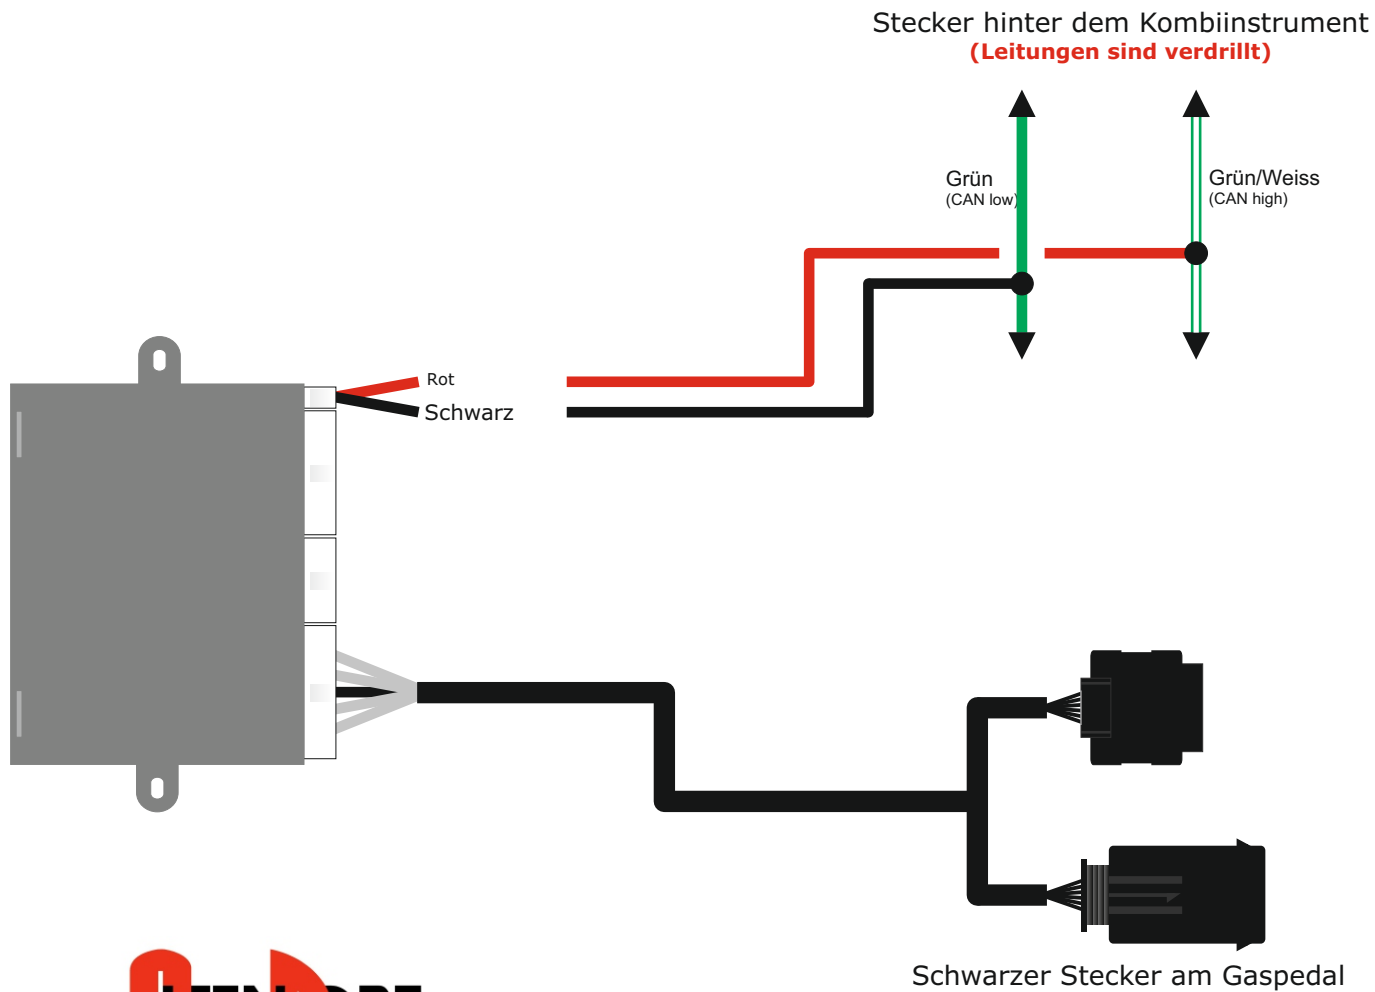 Stecker hinter dem Kombiinstrument
(Leitungen sind verdrillt)
Grün
(CAN low)
Grün/Weiss
(CAN high)
Rot
Schwarz
Schwarzer Stecker am Gaspedal